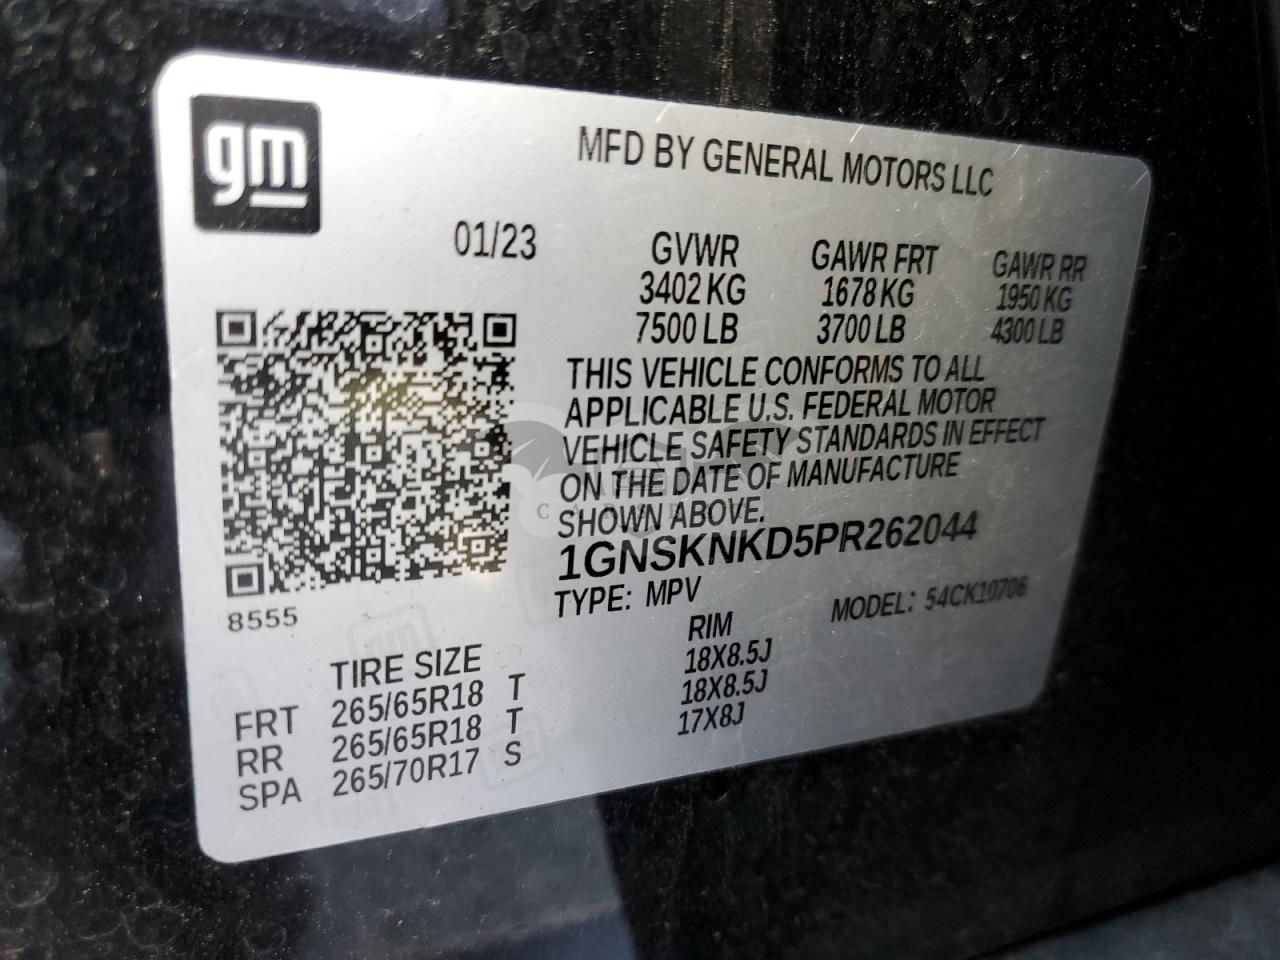 gm
MFD BY GENERAL MOTORS LLC
01/23 GVWR GAWR FRT GAWR RR
3402 KG 1678 KG 1950 KG
7500 LB 3700 LB 4300 LB
THIS VEHICLE CONFORMS TO ALL
APPLICABLE U.S. FEDERAL MOTOR
VEHICLE SAFETY STANDARDS IN EFFECT
ON THE DATE OF MANUFACTURE
SHOWN ABOVE.
1GNSKNKD5PR262044
TYPE: MPV MODEL: 54CK10706
8555
TIRE SIZE RIM
FRT 265/65R18 T 18X8.5J
RR 265/65R18 T 18X8.5J
SPA 265/70R17 S 17X8J